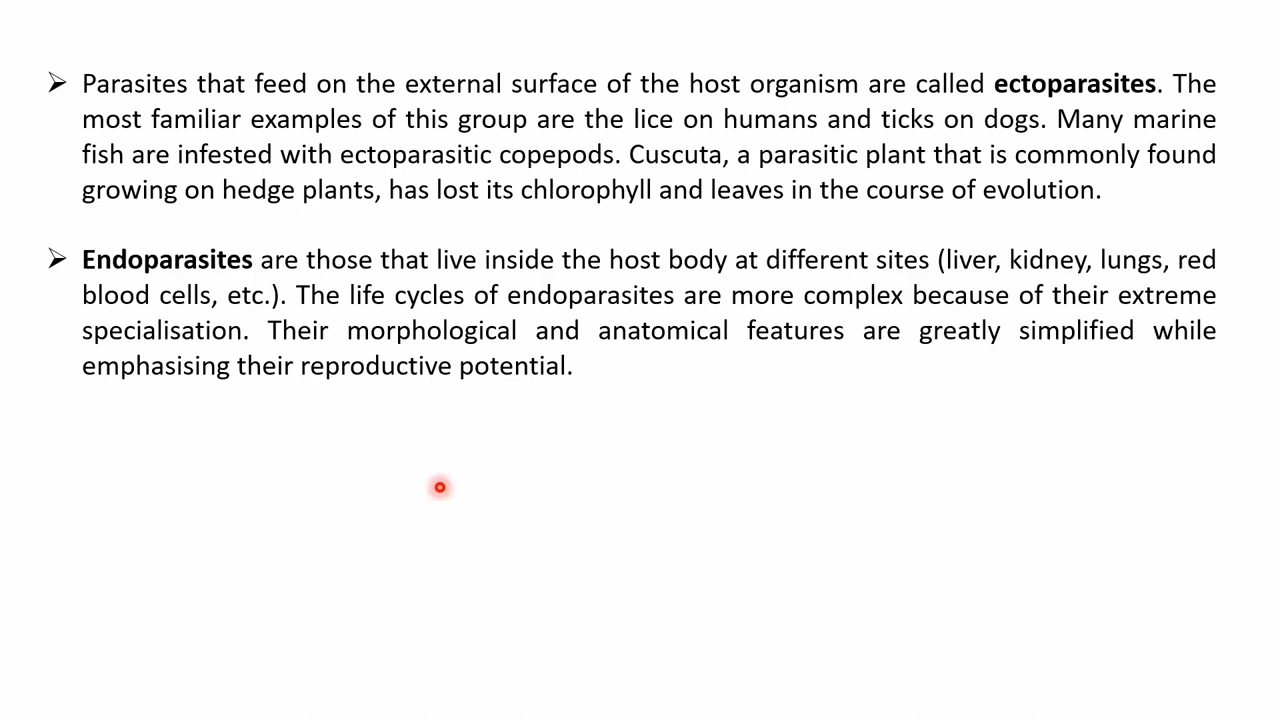 ➢ Parasites that feed on the external surface of the host organism are called ectoparasites. The
most familiar examples of this group are the lice on humans and ticks on dogs. Many marine
fish are infested with ectoparasitic copepods. Cuscuta, a parasitic plant that is commonly found
growing on hedge plants, has lost its chlorophyll and leaves in the course of evolution.
➢ Endoparasites are those that live inside the host body at different sites (liver, kidney, lungs, red
blood cells, etc.). The life cycles of endoparasites are more complex because of their extreme
specialisation. Their morphological and anatomical features are greatly simplified while
emphasising their reproductive potential.